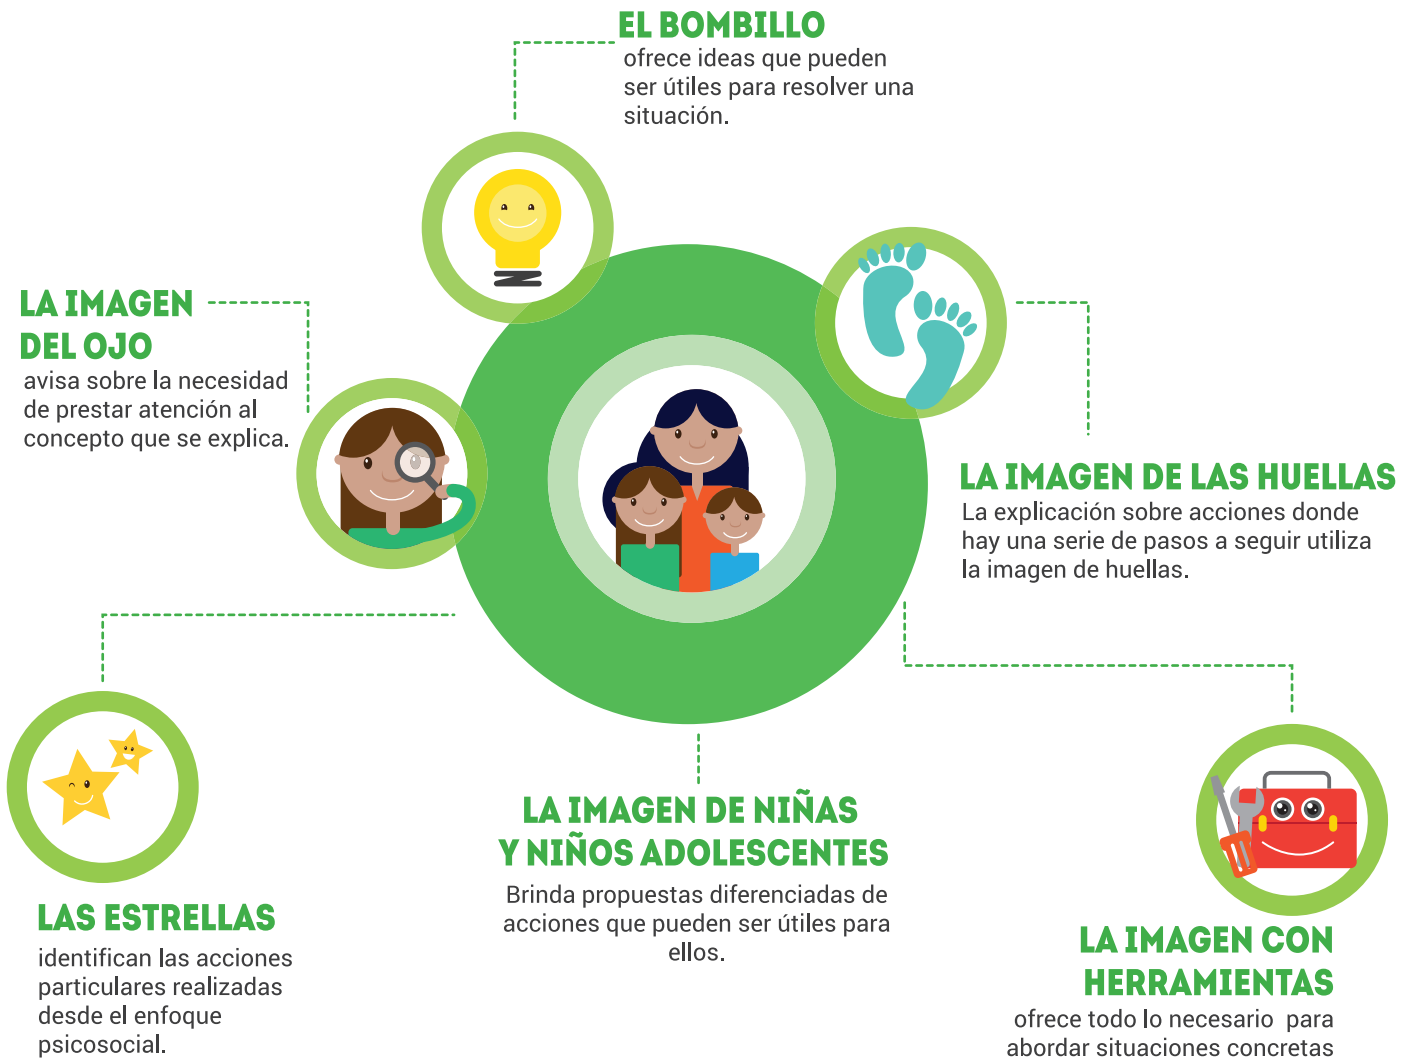 EL BOMBILLO
ofrece ideas que pueden
ser útiles para resolver una
situación.
LA IMAGEN
DEL OJO
avisa sobre la necesidad
de prestar atención al
concepto que se explica.
LA IMAGEN DE LAS HUELLAS
La explicación sobre acciones donde
hay una serie de pasos a seguir utiliza
la imagen de huellas.
LA IMAGEN DE NIÑAS
Y NIÑOS ADOLESCENTES
Brinda propuestas diferenciadas de
acciones que pueden ser útiles para
ellos.
LAS ESTRELLAS
identifican las acciones
particulares realizadas
desde el enfoque
psicosocial.
LA IMAGEN CON
HERRAMIENTAS
ofrece todo lo necesario para
abordar situaciones concretas